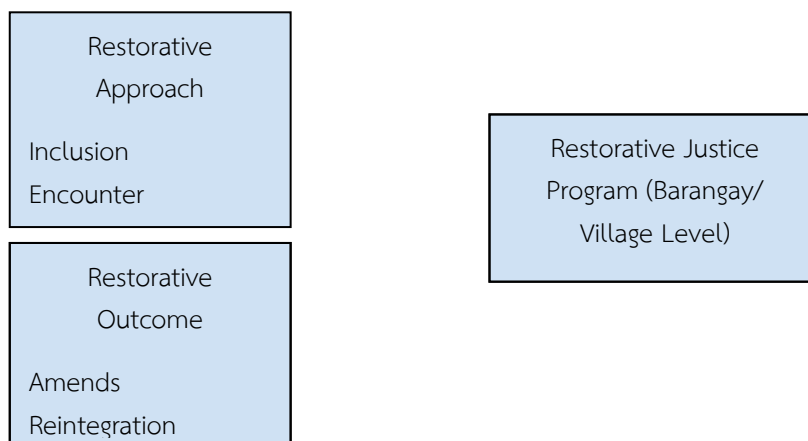 Restorative
Approach
Inclusion
Encounter
Restorative
Outcome
Amends
Reintegration
Restorative Justice
Program (Barangay/
Village Level)